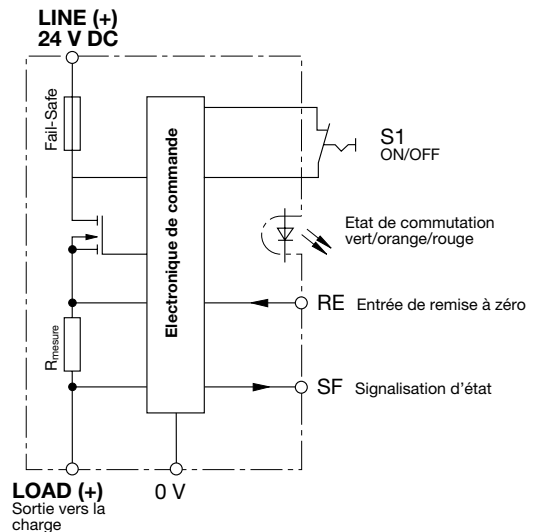 LINE (+)
24 V DC
Fail-Safe
Electronique de commande
S1
ON/OFF
Etat de commutation
vert/orange/rouge
RE Entrée de remise à zéro
Rmesure
SF Signalisation d'état
LOAD (+)
Sortie vers la
charge
0 V